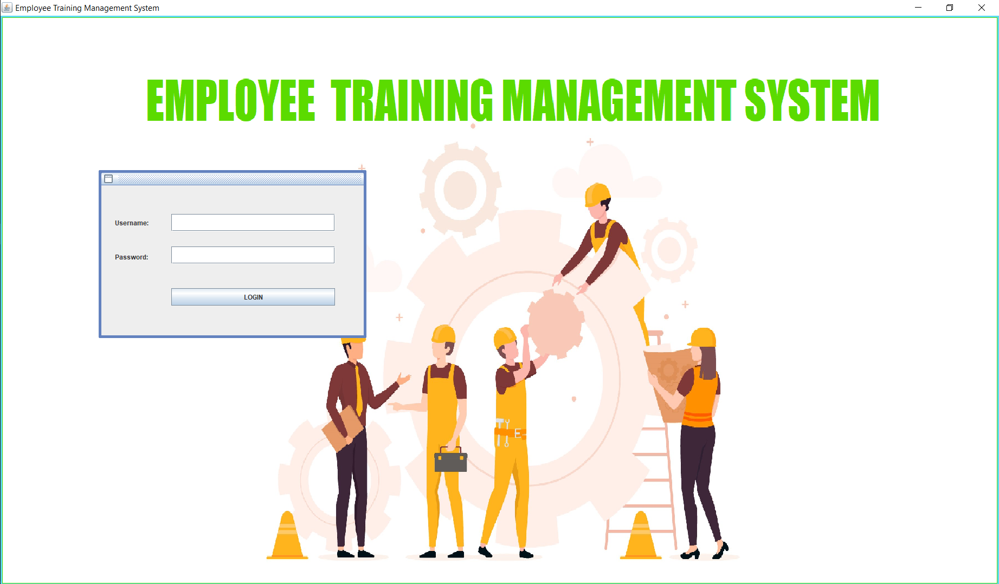 Employee Training Management System
EMPLOYEE TRAINING MANAGEMENT SYSTEM
Username:
Password:
LOGIN